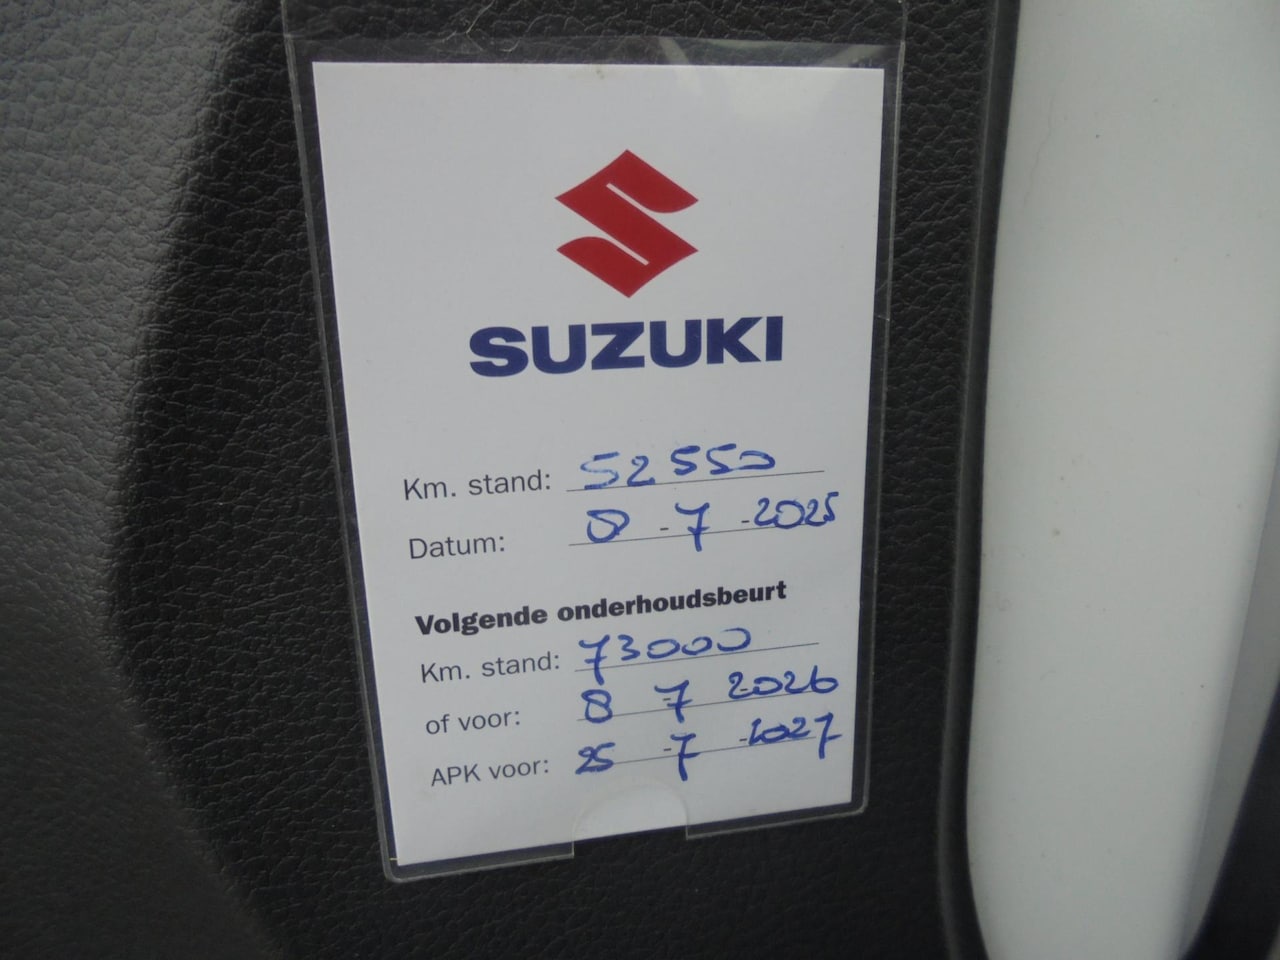 SUZUKI
Km. stand: 52550
Datum: 8-7-2025
Volgende onderhoudsbeurt
Km. stand: 73000
of voor: 8-7-2026
APK voor: 25-7-2027